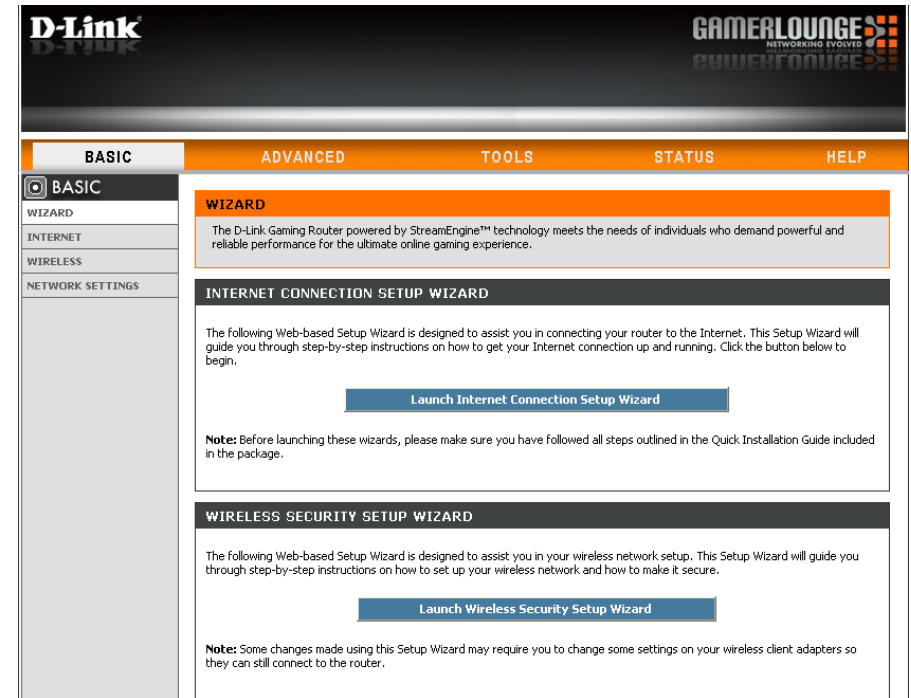 D-Link
GAMERLOUNGE
NETWORKING EVOLVED
BASIC ADVANCED TOOLS STATUS HELP
BASIC
WIZARD
INTERNET
WIRELESS
NETWORK SETTINGS
WIZARD
The D-Link Gaming Router powered by StreamEngine™ technology meets the needs of individuals who demand powerful and
reliable performance for the ultimate online gaming experience.
INTERNET CONNECTION SETUP WIZARD
The following Web-based Setup Wizard is designed to assist you in connecting your router to the Internet. This Setup Wizard will
guide you through step-by-step instructions on how to get your Internet connection up and running. Click the button below to
begin.
Launch Internet Connection Setup Wizard
Note: Before launching these wizards, please make sure you have followed all steps outlined in the Quick Installation Guide included
in the package.
WIRELESS SECURITY SETUP WIZARD
The following Web-based Setup Wizard is designed to assist you in your wireless network setup. This Setup Wizard will guide you
through step-by-step instructions on how to set up your wireless network and how to make it secure.
Launch Wireless Security Setup Wizard
Note: Some changes made using this Setup Wizard may require you to change some settings on your wireless client adapters so
they can still connect to the router.